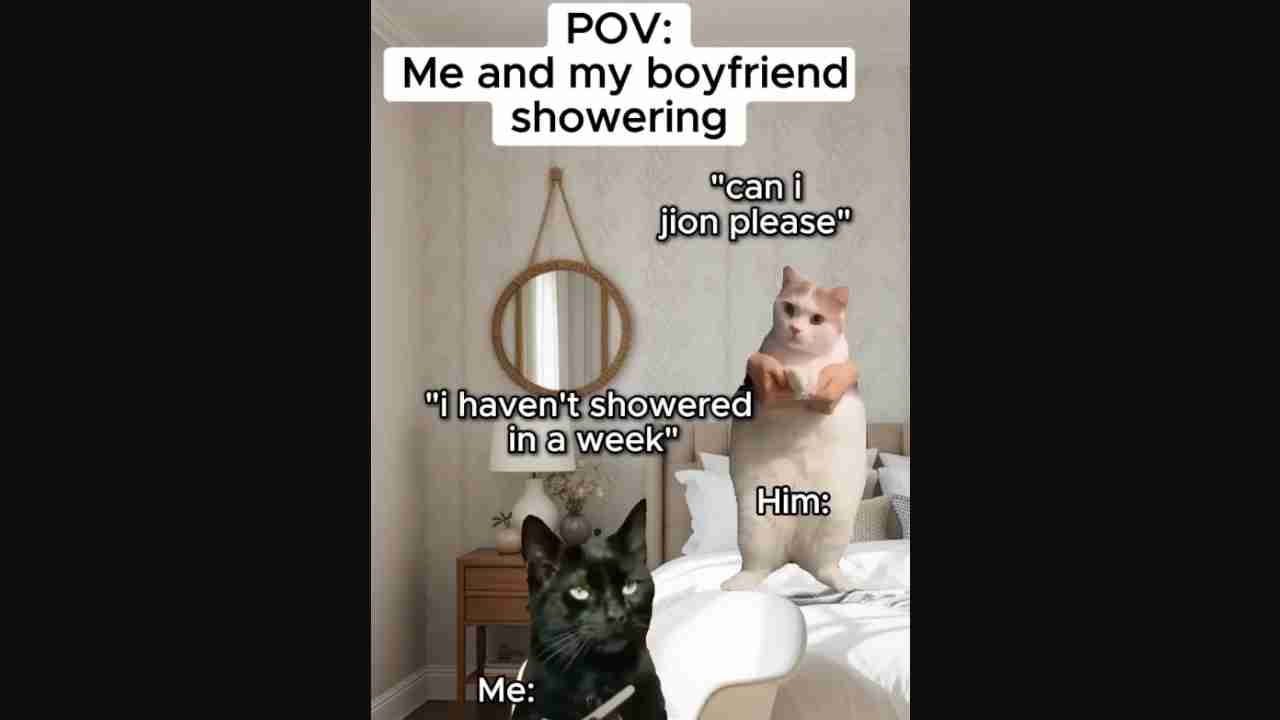 POV:
Me and my boyfriend
showering
"can i
jion please"
"i haven't showered
in a week"
Him:
Me: